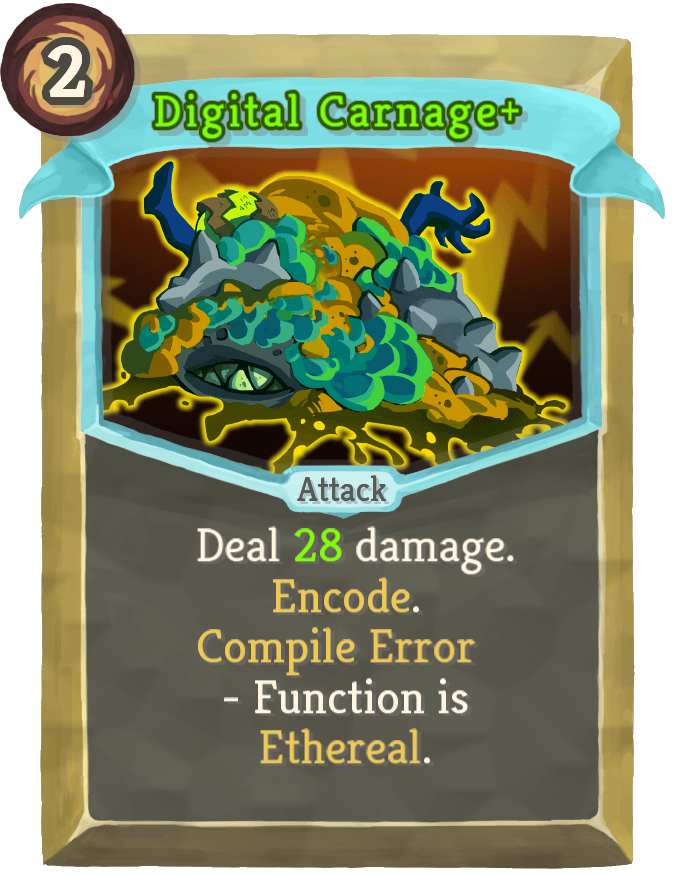 2
Digital Carnage+
Attack
Deal 28 damage.
Encode.
Compile Error
- Function is
Ethereal.